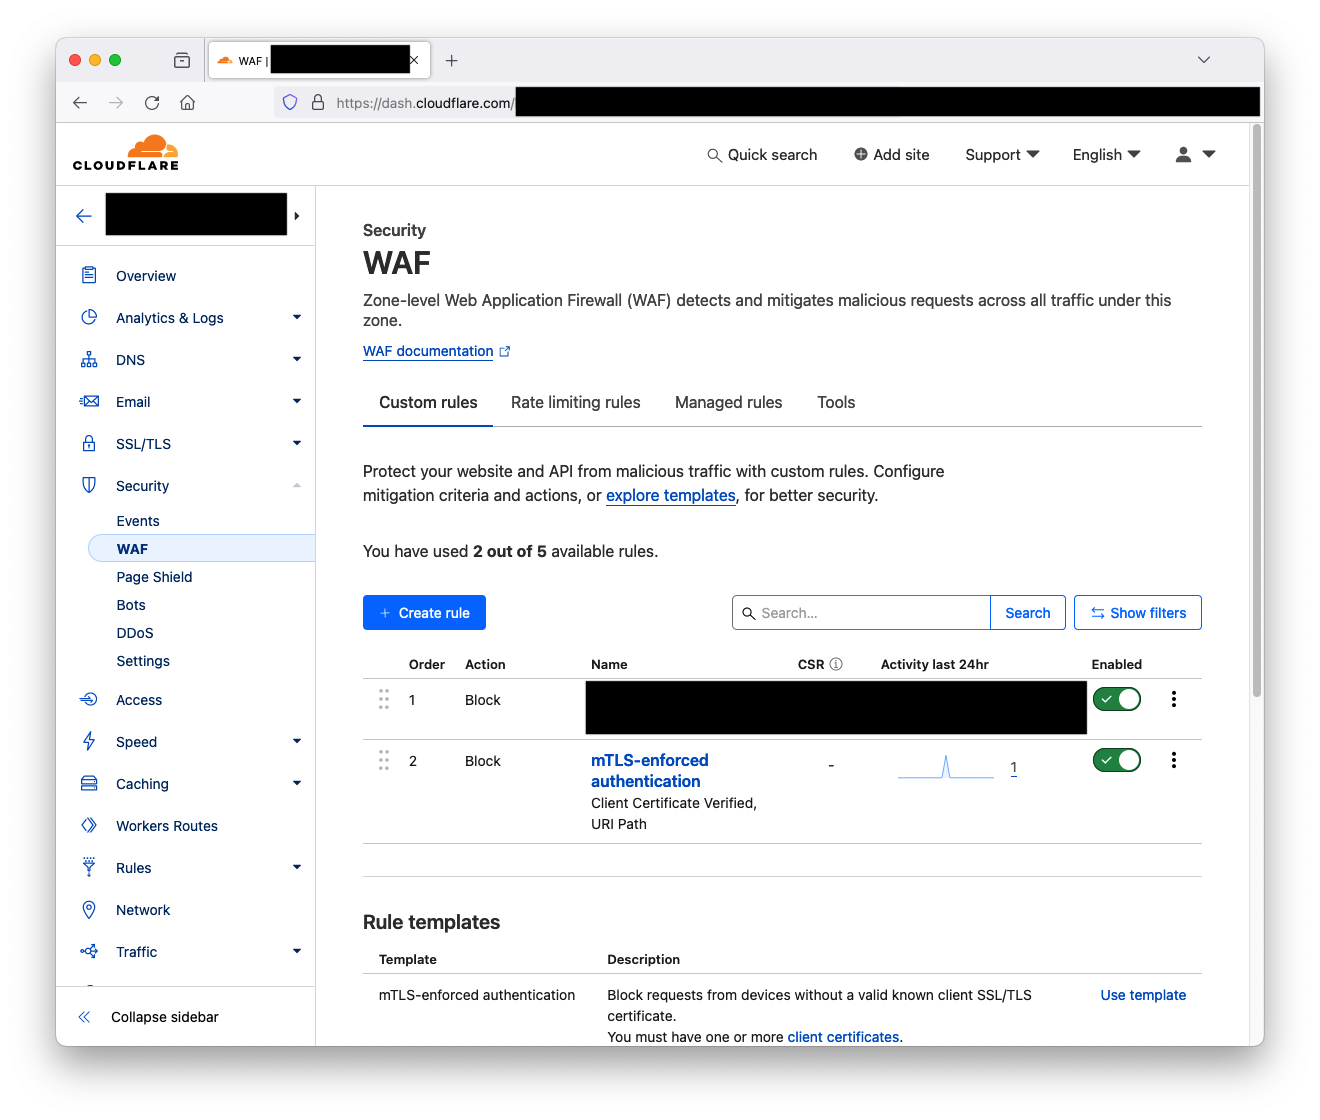 WAF |
https://dash.cloudflare.com/
CLOUDFLARE
Quick search
Add site
Support
English
Overview
Analytics & Logs
DNS
Email
SSL/TLS
Security
Events
WAF
Page Shield
Bots
DDoS
Settings
Access
Speed
Caching
Workers Routes
Rules
Network
Traffic
Collapse sidebar
Security
WAF
Zone-level Web Application Firewall (WAF) detects and mitigates malicious requests across all traffic under this
zone.
WAF documentation
Custom rules
Rate limiting rules
Managed rules
Tools
Protect your website and API from malicious traffic with custom rules. Configure
mitigation criteria and actions, or explore templates, for better security.
You have used 2 out of 5 available rules.
+ Create rule
Search...
Search
Show filters
Order Action Name CSR Activity last 24hr Enabled
1 Block
2 Block mTLS-enforced - 1
authentication
Client Certificate Verified,
URI Path
Rule templates
Template Description
mTLS-enforced authentication Block requests from devices without a valid known client SSL/TLS Use template
certificate.
You must have one or more client certificates.